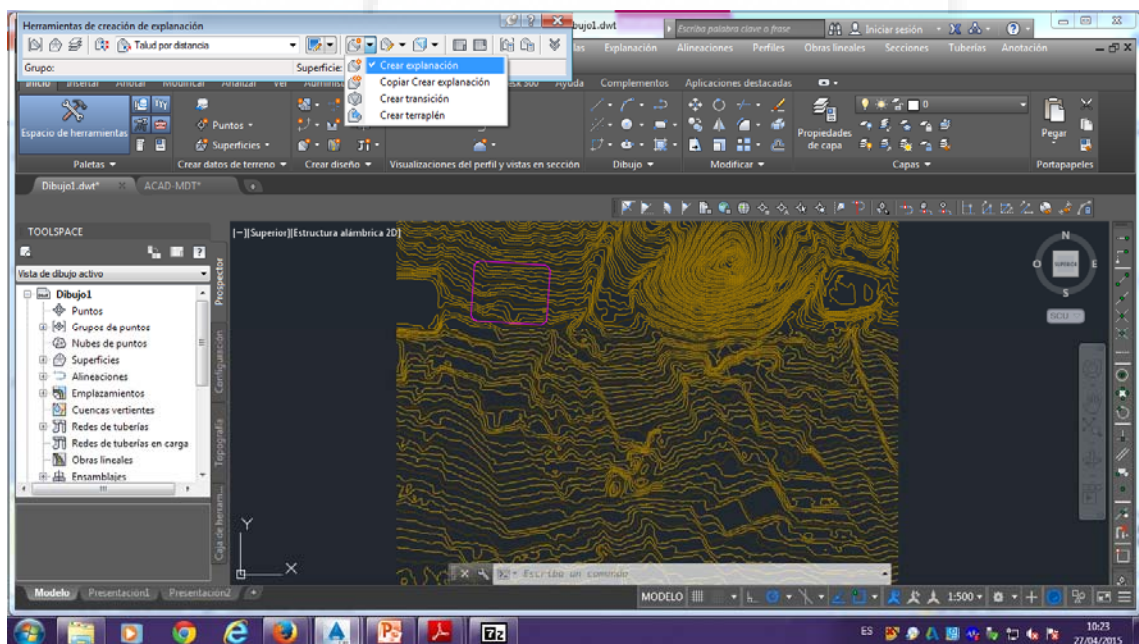 Herramientas de creación de explanación
bujo1.dwt
Escriba palabra clave o frase
Iniciar sesión
Talud por distancia
Grupo:
Superficie:
Crear explanación
Copiar Crear explanación
Crear transición
Crear terraplén
Explanación Alineaciones Perfiles Obras lineales Secciones Tuberías Anotación
Ayuda Complementos Aplicaciones destacadas
Espacio de herramientas
Puntos
Superficies
Propiedades
de capa
0
Pegar
Paletas Crear datos de terreno Crear diseño Visualizaciones del perfil y vistas en sección Dibujo Modificar Capas Portapapeles
Dibujo1.dwt* ACAD-MDT*
TOOLSPACE
Vista de dibujo activo
Dibujo1
Puntos
Grupos de puntos
Nubes de puntos
Superficies
Alineaciones
Emplazamientos
Cuencas vertientes
Redes de tuberías
Redes de tuberías en carga
Obras lineales
Ensamblajes
Prospector
Configuración
Topografía
Caja de herram...
[−][Superior][Estructura alámbrica 2D]
N
O SUPERIOR E
S
SCU
Y
X
Escriba un comando
Modelo Presentación1 Presentación2
MODELO
1:500
ES
10:23
27/04/2015